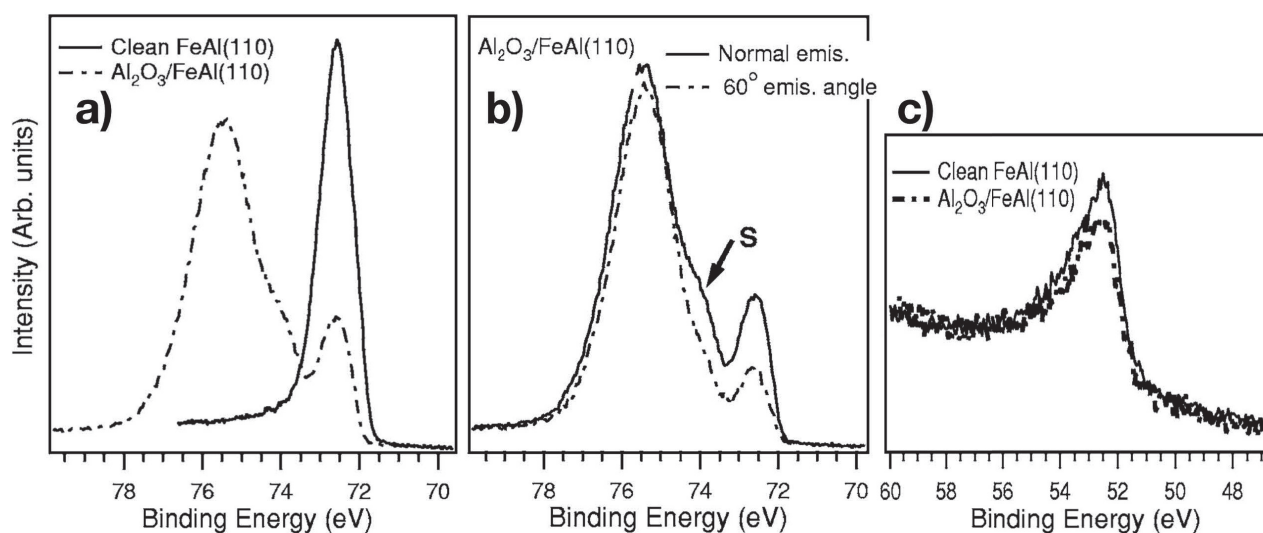 a)
Clean FeAl(110)
Al₂O₃/FeAl(110)
Intensity (Arb. units)
78 76 74 72 70
Binding Energy (eV)
b)
Al₂O₃/FeAl(110)
Normal emis.
60° emis. angle
S
78 76 74 72 70
Binding Energy (eV)
c)
Clean FeAl(110)
Al₂O₃/FeAl(110)
60 58 56 54 52 50 48
Binding Energy (eV)